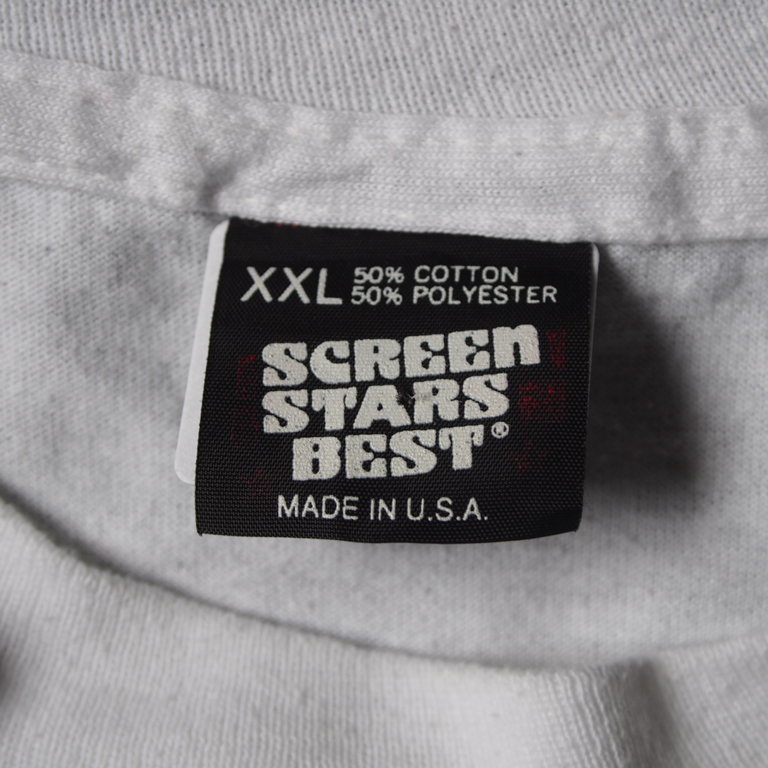 XXL 50% COTTON
50% POLYESTER
SCREEN
STARS
BEST®
MADE IN U.S.A.